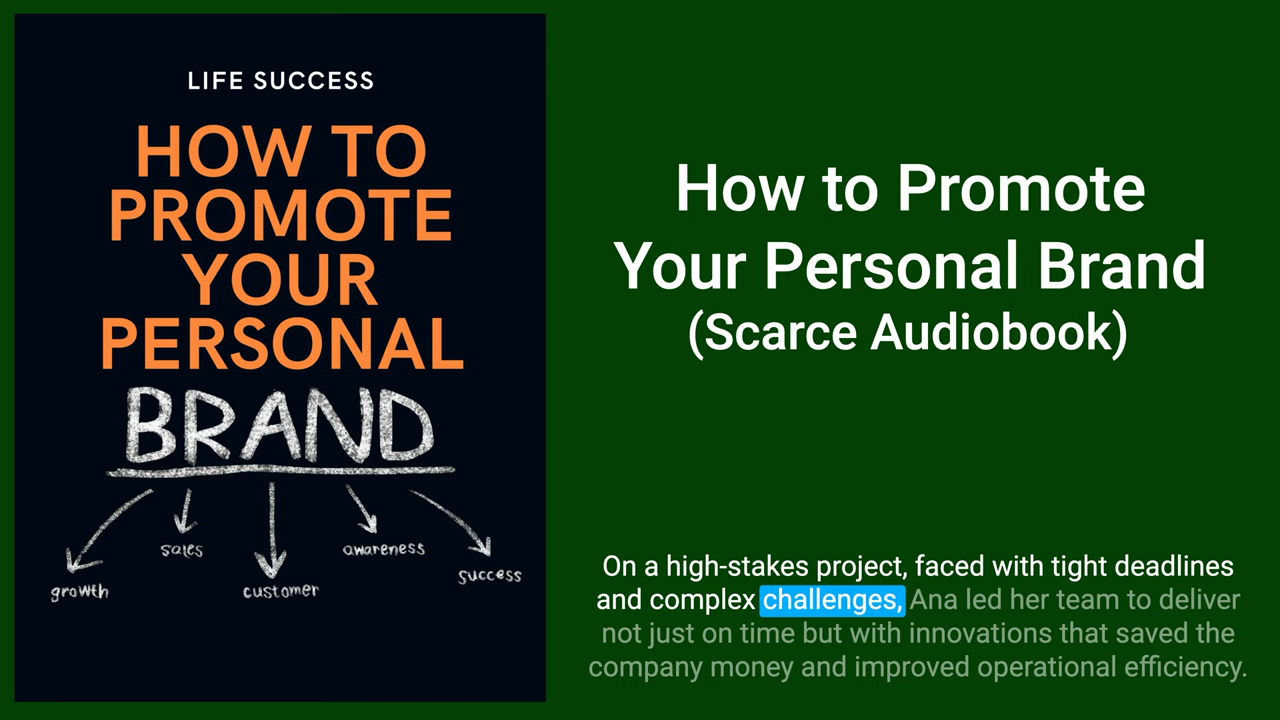 LIFE SUCCESS
HOW TO
PROMOTE
YOUR
PERSONAL
BRAND
growth
sales
customer
awareness
success
How to Promote
Your Personal Brand
(Scarce Audiobook)
On a high-stakes project, faced with tight deadlines
and complex challenges, Ana led her team to deliver
not just on time but with innovations that saved the
company money and improved operational efficiency.